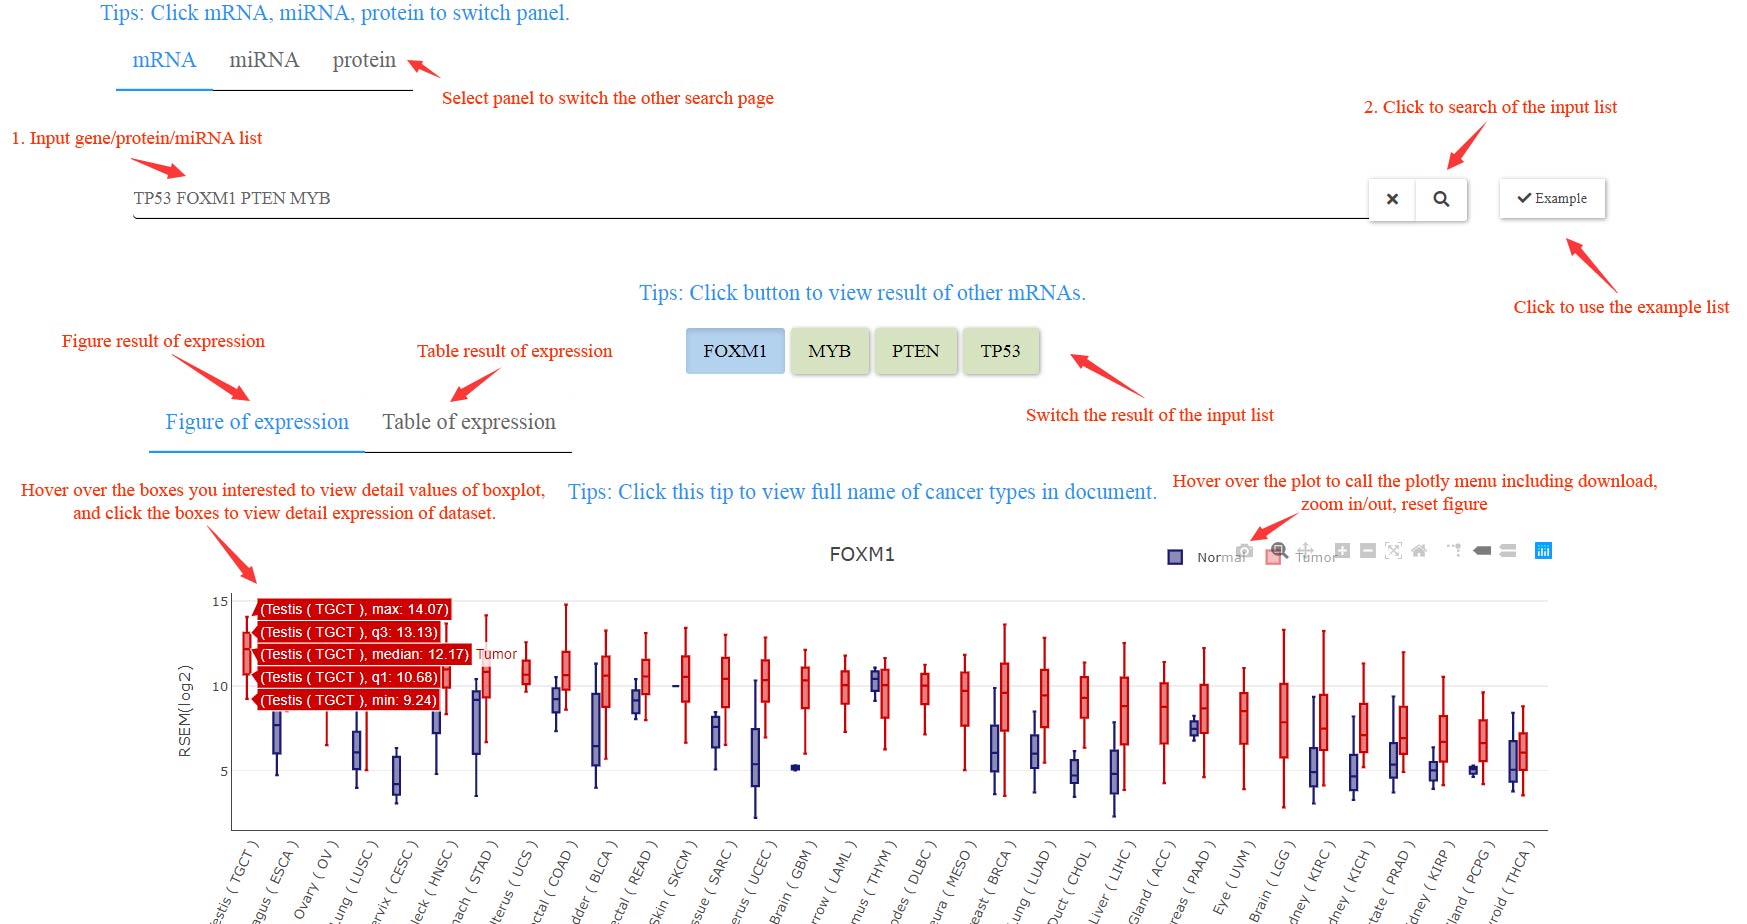 Tips: Click mRNA, miRNA, protein to switch panel.
mRNA miRNA protein
Select panel to switch the other search page
2. Click to search of the input list
1. Input gene/protein/miRNA list
TP53 FOXM1 PTEN MYB
Example
Click to use the example list
Tips: Click button to view result of other mRNAs.
FOXM1 MYB PTEN TP53
Switch the result of the input list
Figure result of expression
Table result of expression
Figure of expression Table of expression
Hover over the boxes you interested to view detail values of boxplot,
and click the boxes to view detail expression of dataset.
Tips: Click this tip to view full name of cancer types in document.
Hover over the plot to call the plotly menu including download,
zoom in/out, reset figure
FOXM1
Normal Tumor
RSEM(log2)
15
10
5
(Testis ( TGCT ), max: 14.07)
(Testis ( TGCT ), q3: 13.13)
(Testis ( TGCT ), median: 12.17) Tumor
(Testis ( TGCT ), q1: 10.68)
(Testis ( TGCT ), min: 9.24)
estis ( TGCT )
agus ( ESCA )
Ovary ( OV )
Lung ( LUSC )
ervix ( CESC )
leck ( HNSC )
nach ( STAD )
Uterus ( UCS )
ctal ( COAD )
dder ( BLCA )
ectal ( READ )
Skin ( SKCM )
ssue ( SARC )
erus ( UCEC )
Brain ( GBM )
rrow ( LAML )
mus ( THYM )
odes ( DLBC )
eura ( MESO )
east ( BRCA )
Lung ( LUAD )
Duct ( CHOL )
Liver ( LIHC )
Gland ( ACC )
reas ( PAAD )
Eye ( UVM )
Brain ( LGG )
dney ( KIRC )
dney ( KICH )
state ( PRAD )
dney ( KIRP )
land ( PCPG )
roid ( THCA )